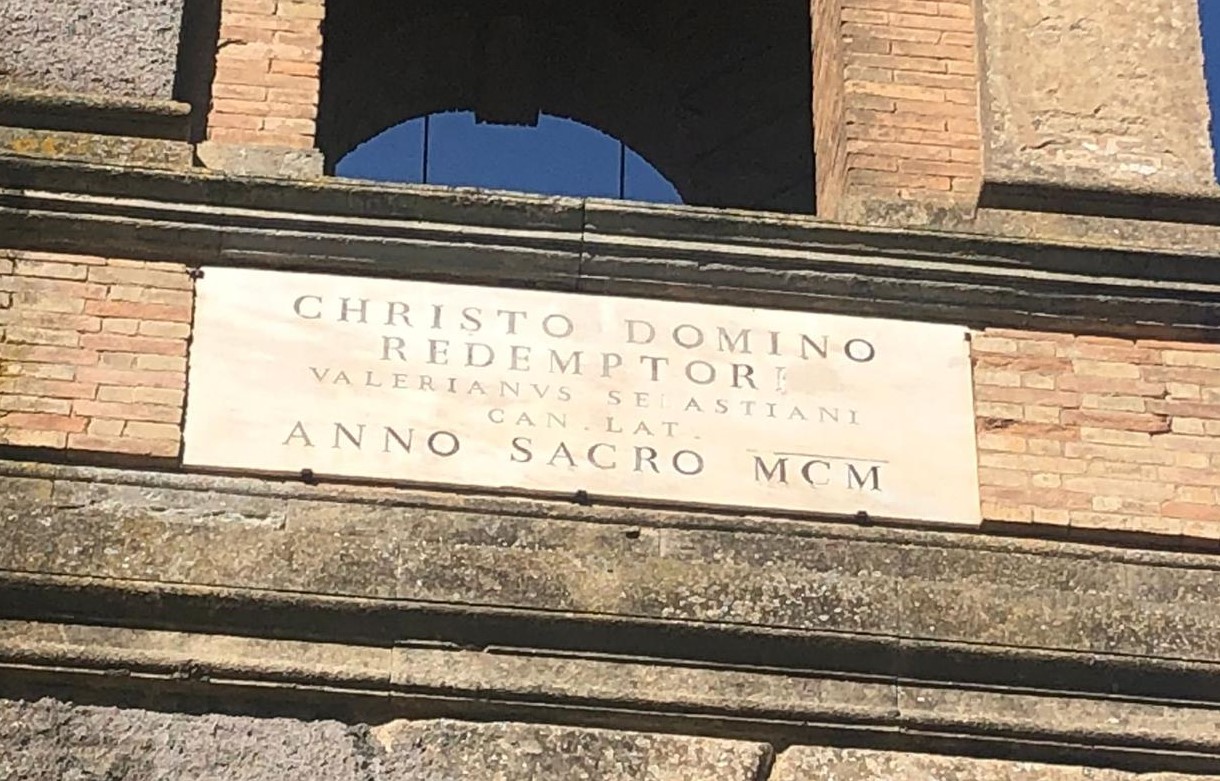 CHRISTO DOMINO
REDEMPTORI
VALERIANVS SEBASTIANI
CAN. LAT.
ANNO SACRO MCM